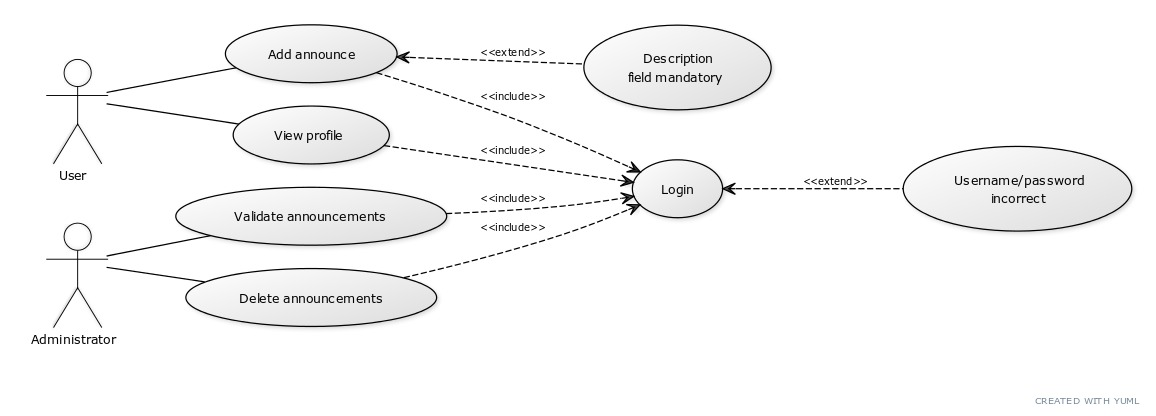 Add announce
<<extend>>
Description
field mandatory
<<include>>
View profile
<<include>>
User
Login
<<extend>>
Username/password
incorrect
Validate announcements
<<include>>
<<include>>
Delete announcements
Administrator
CREATED WITH YUML